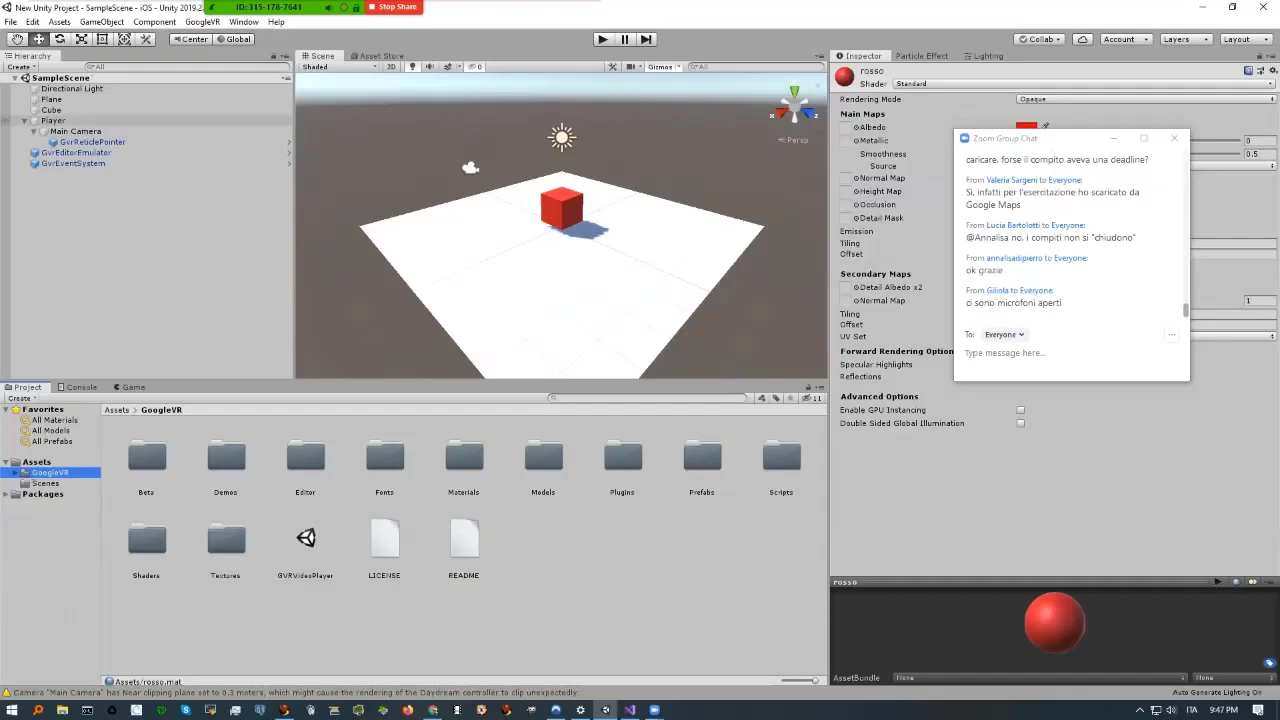 New Unity Project - SampleScene - iOS - Unity 2019.2
ID: 315-178-7641
Stop Share
File Edit Assets GameObject Component GoogleVR Window Help
Center Global
Collab Account Layers Layout
Hierarchy
Scene
Asset Store
Inspector
Particle Effect
Lighting
Create
All
Shaded
2D
0
Gizmos
All
SampleScene
Directional Light
Plane
Cube
Player
Main Camera
GvrReticlePointer
GvrEditorEmulator
GvrEventSystem
x
z
Persp
rosso
Shader Standard
Rendering Mode Opaque
Main Maps
Albedo
Metallic 0
Smoothness 0.5
Source
Normal Map
Height Map
Occlusion
Detail Mask
Emission
Tiling
Offset
Secondary Maps
Detail Albedo x2
Normal Map 1
Tiling
Offset
UV Set
Forward Rendering Option
Specular Highlights
Reflections
Advanced Options
Enable GPU Instancing
Double Sided Global Illumination
Zoom Group Chat
caricare. forse il compito aveva una deadline?
From Valeria Sargeni to Everyone:
Si, infatti per l'esercitazione ho scaricato da
Google Maps
From Lucia Bartolotti to Everyone:
@Annalisa no, i compiti non si "chiudono"
From annalisadipierro to Everyone:
ok grazie
From Giliola to Everyone:
ci sono microfoni aperti
To: Everyone
Type message here...
Project
Console
Game
Create
11
Favorites
All Materials
All Models
All Prefabs
Assets
GoogleVR
Scenes
Packages
Assets > GoogleVR
Beta Demos Editor Fonts Materials Models Plugins Prefabs Scripts
Shaders Textures GVRVideoPlayer LICENSE README
Assets/rosso.mat
rosso
AssetBundle None None
Camera "Main Camera" has Near clipping plane set to 0.3 meters, which might cause the rendering of the Daydream controller to clip unexpectedly.
Auto Generate Lighting On
ITA 9:47 PM